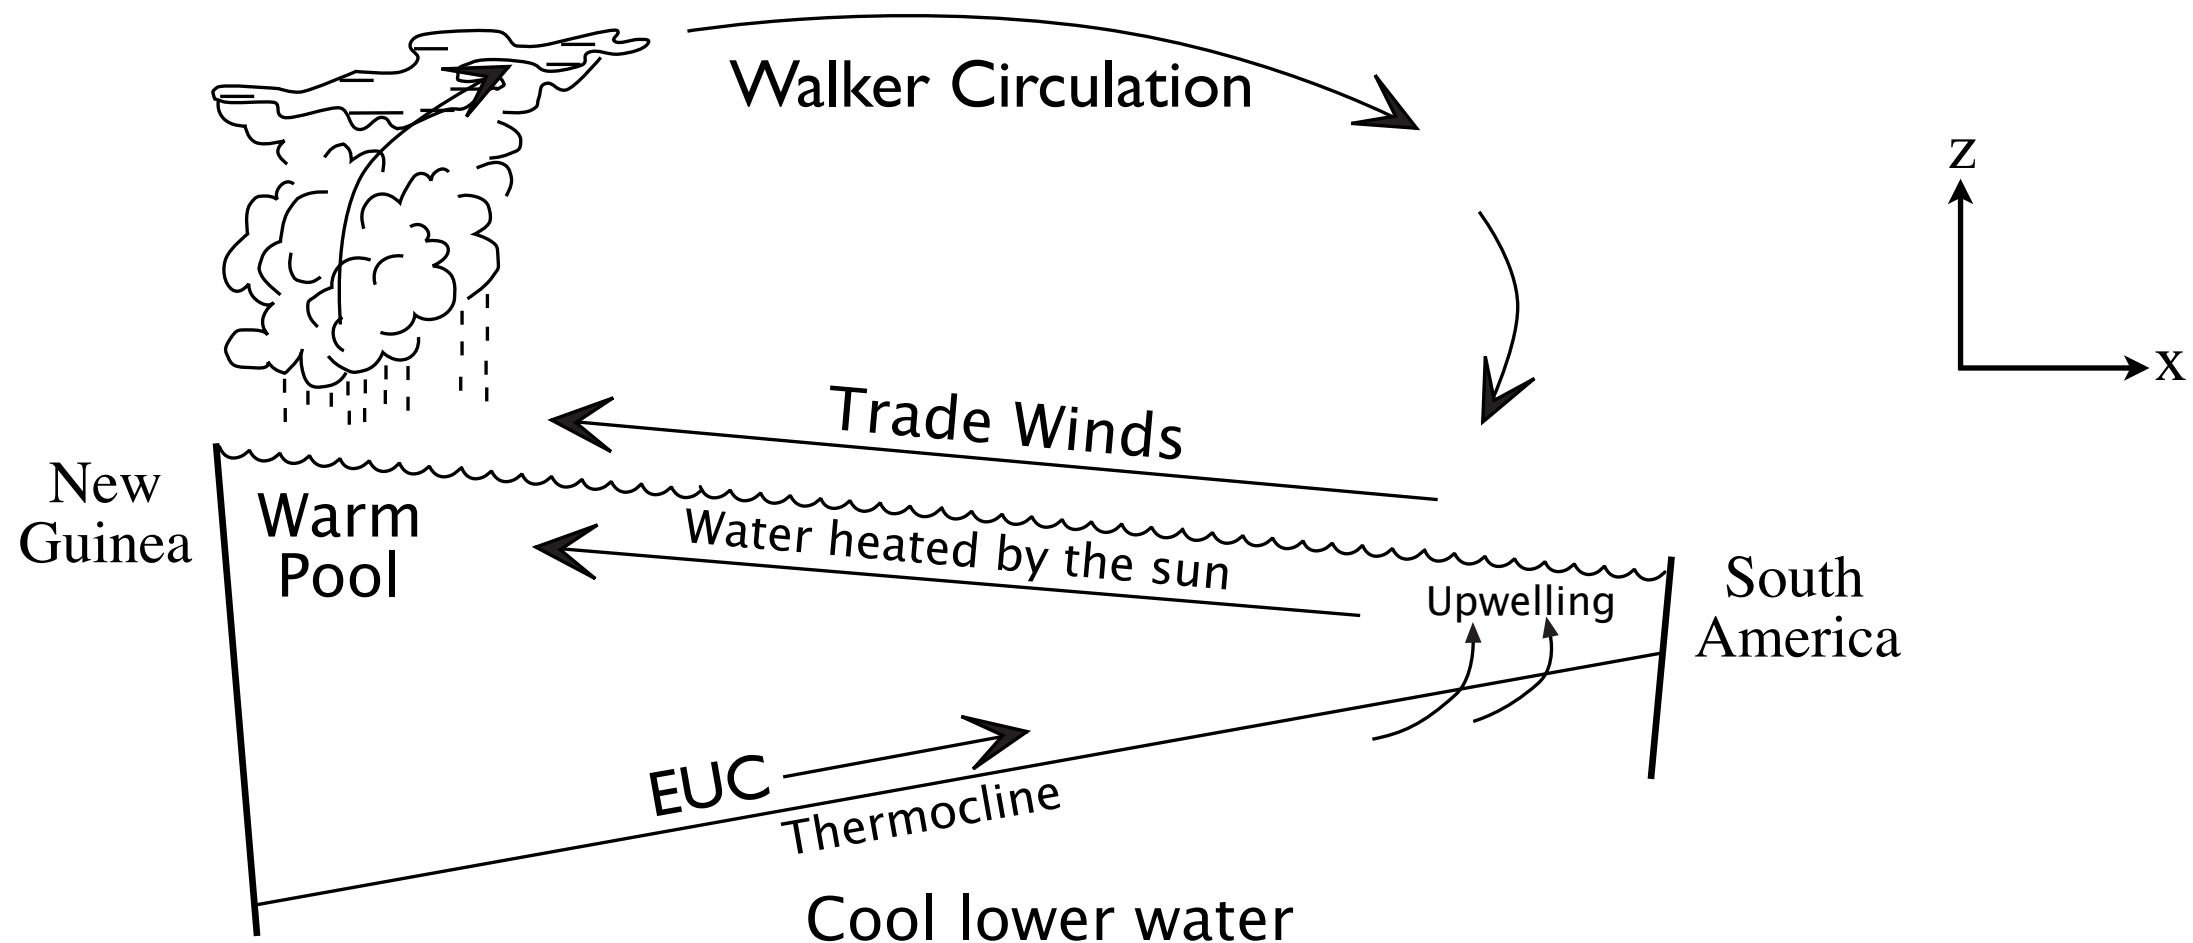 Walker Circulation
z
x
Trade Winds
New
Guinea
Warm
Pool
Water heated by the sun
Upwelling
South
America
EUC
Thermocline
Cool lower water